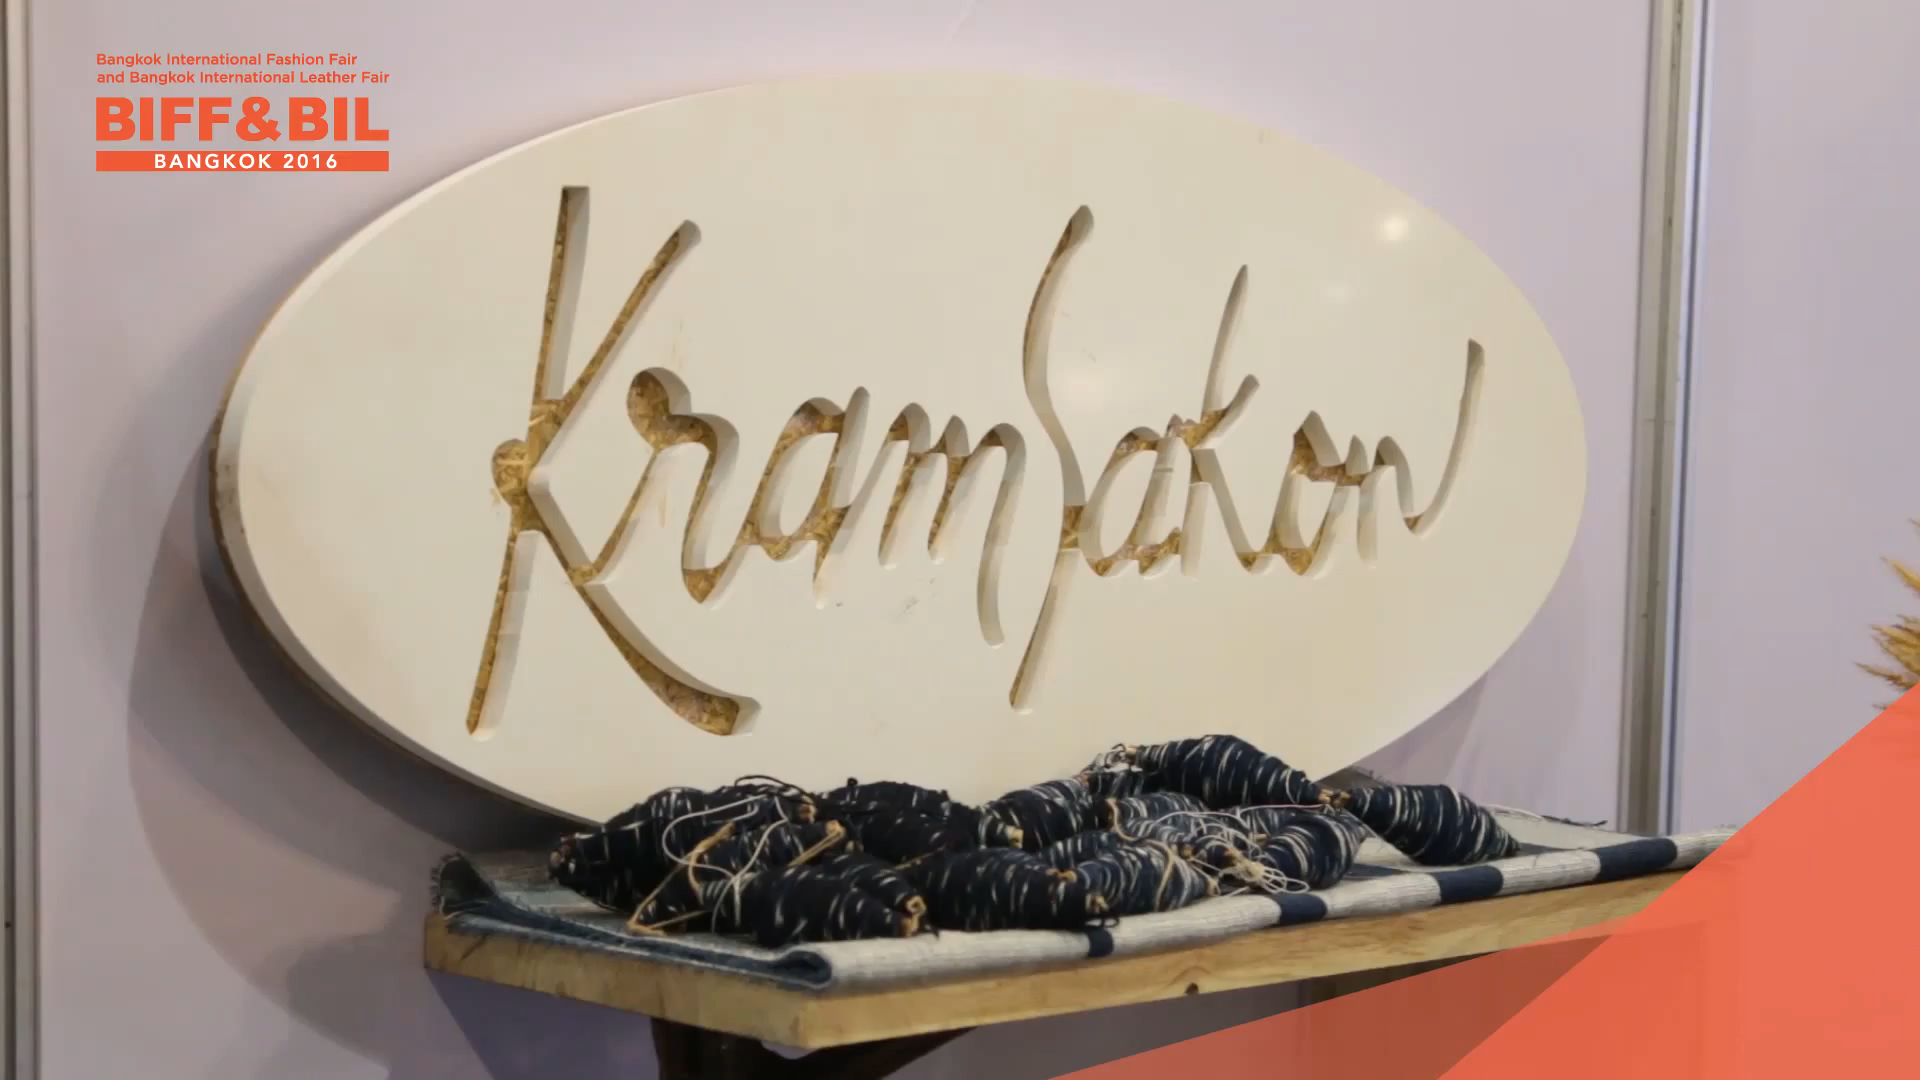 Bangkok International Fashion Fair
and Bangkok International Leather Fair
BIFF&BIL
BANGKOK 2016
KramSakon